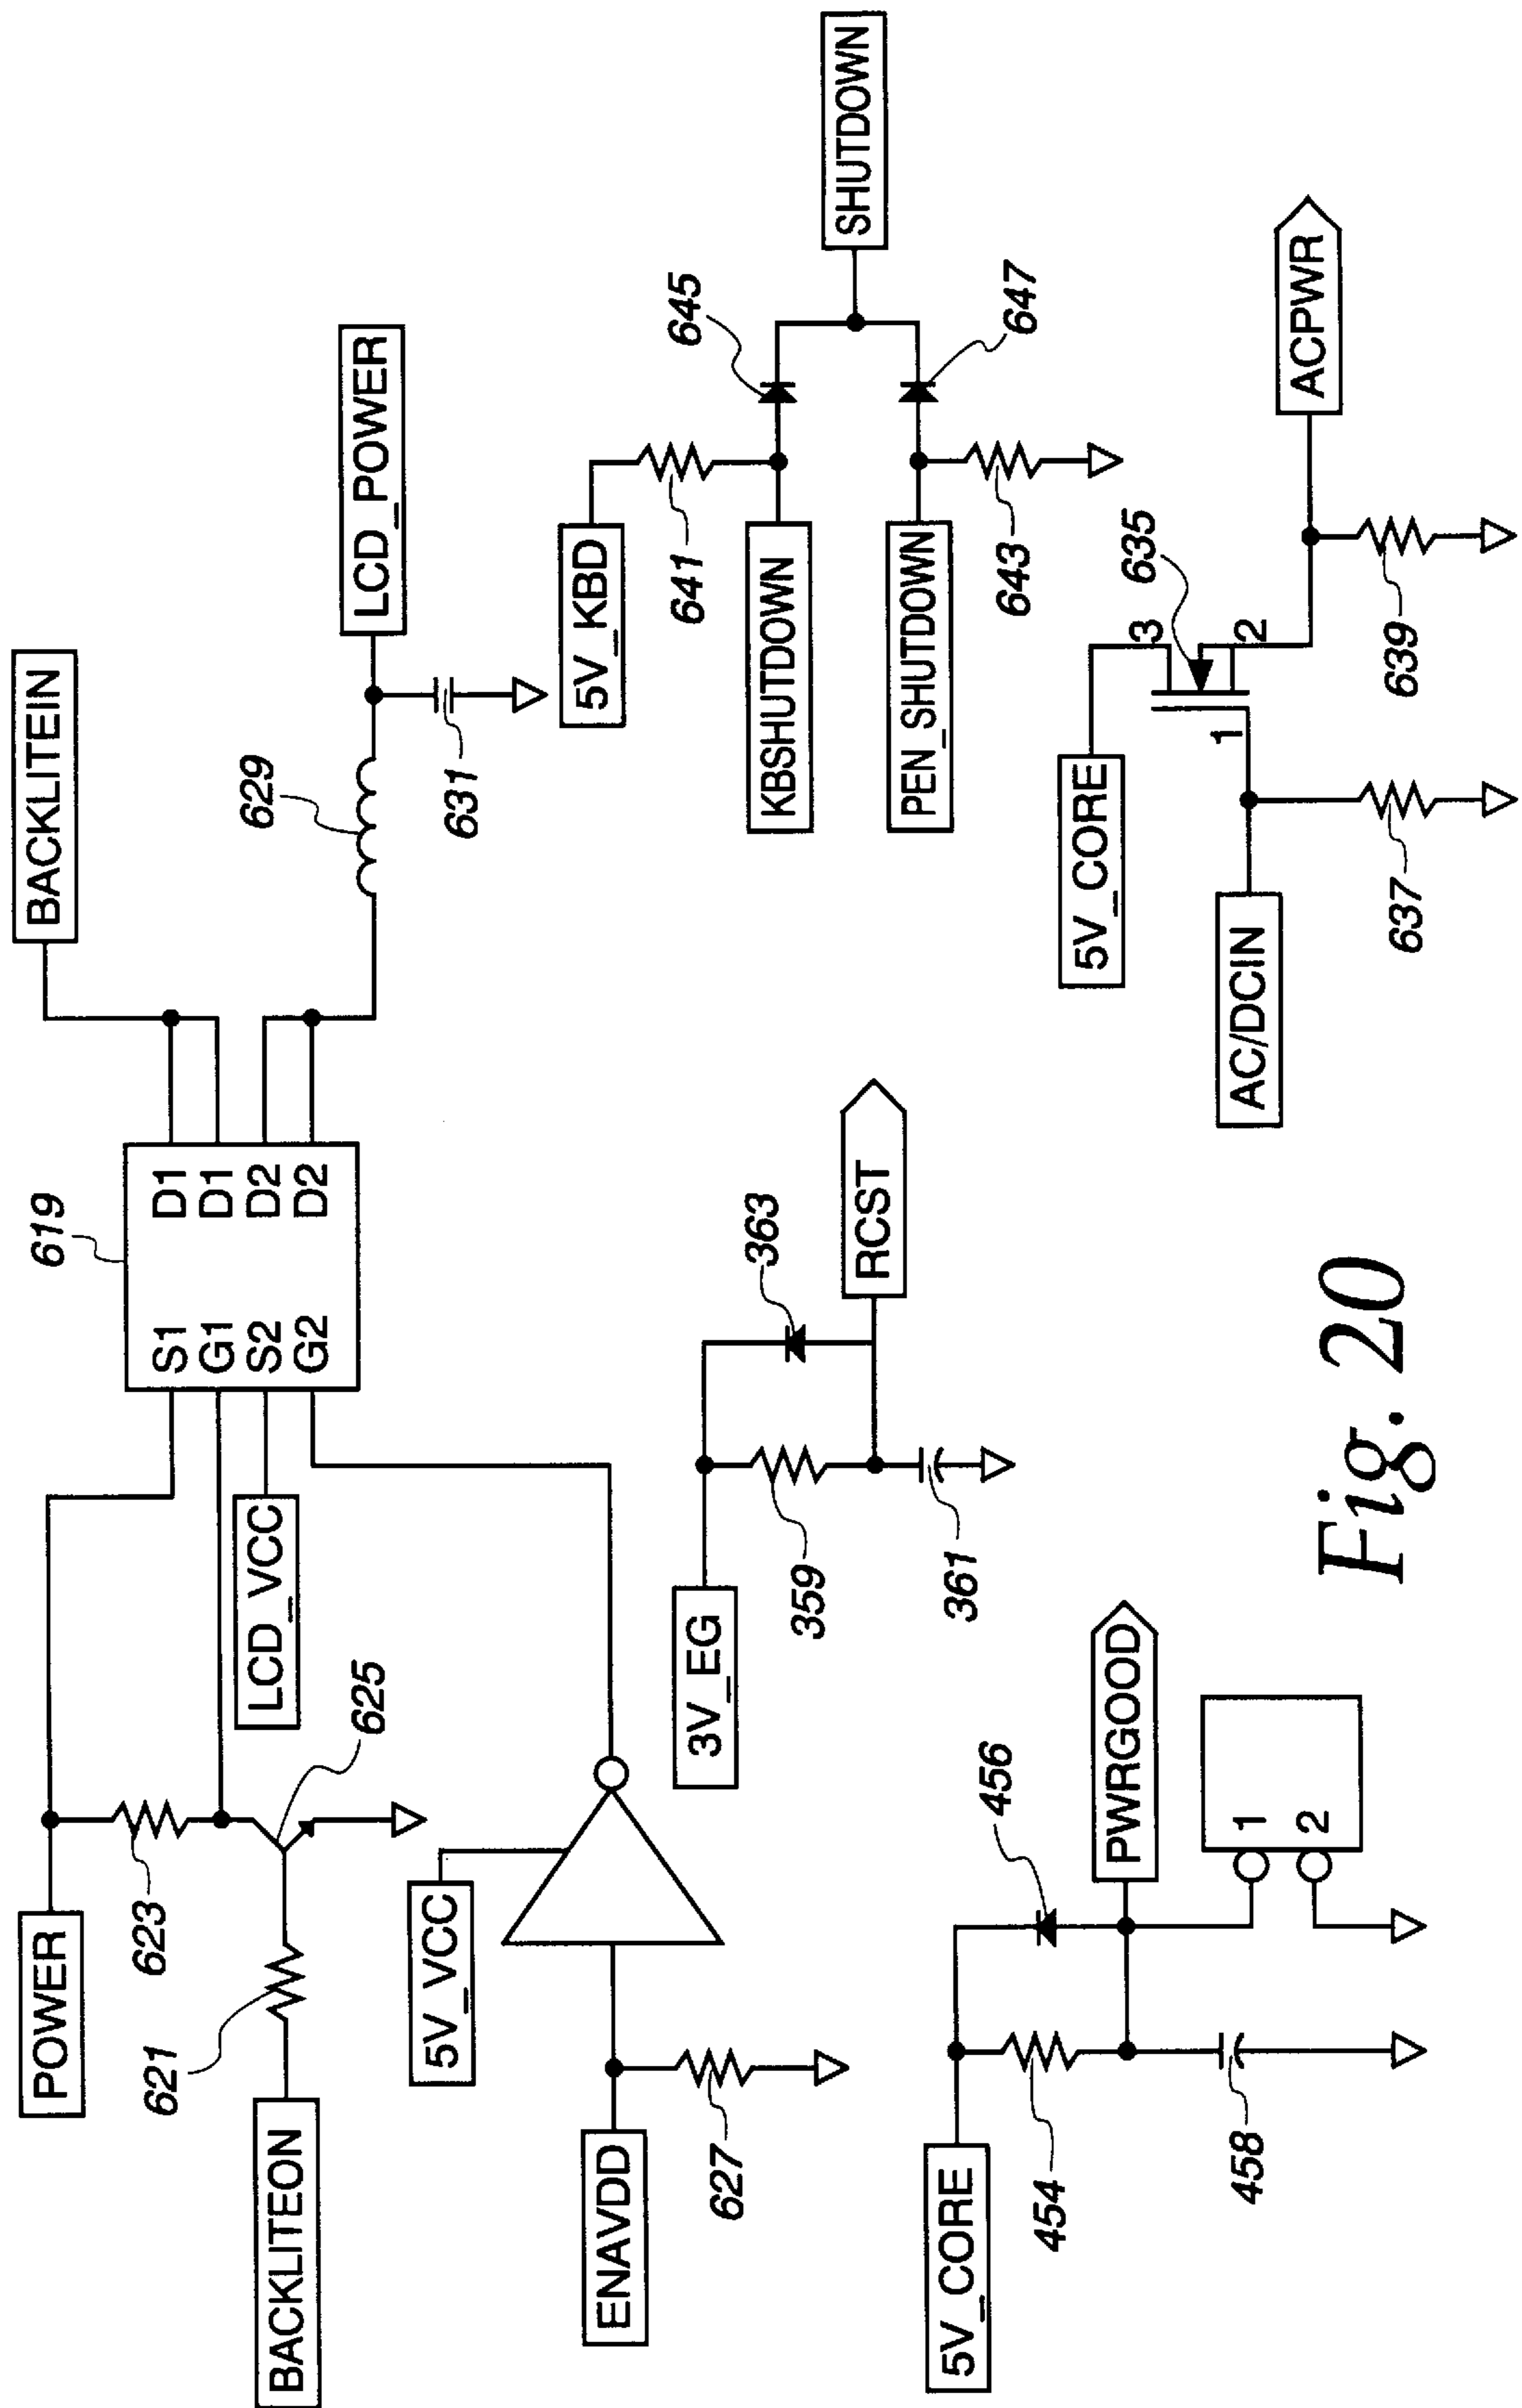 POWER
623
621
BACKLITEON
625
LCD_VCC
5V_VCC
ENAVDD
627
619
S1 D1
G1 D1
S2 D2
G2 D2
BACKLITEIN
629
LCD_POWER
631
5V_KBD
641
KBSHUTDOWN
645
SHUTDOWN
PEN_SHUTDOWN
643
647
3V_EG
359
361
363
RCST
5V_CORE
454
458
456
PWRGOOD
1
2
5V_CORE
3
635
2
1
AC/DCIN
637
639
ACPWR
Fig. 20